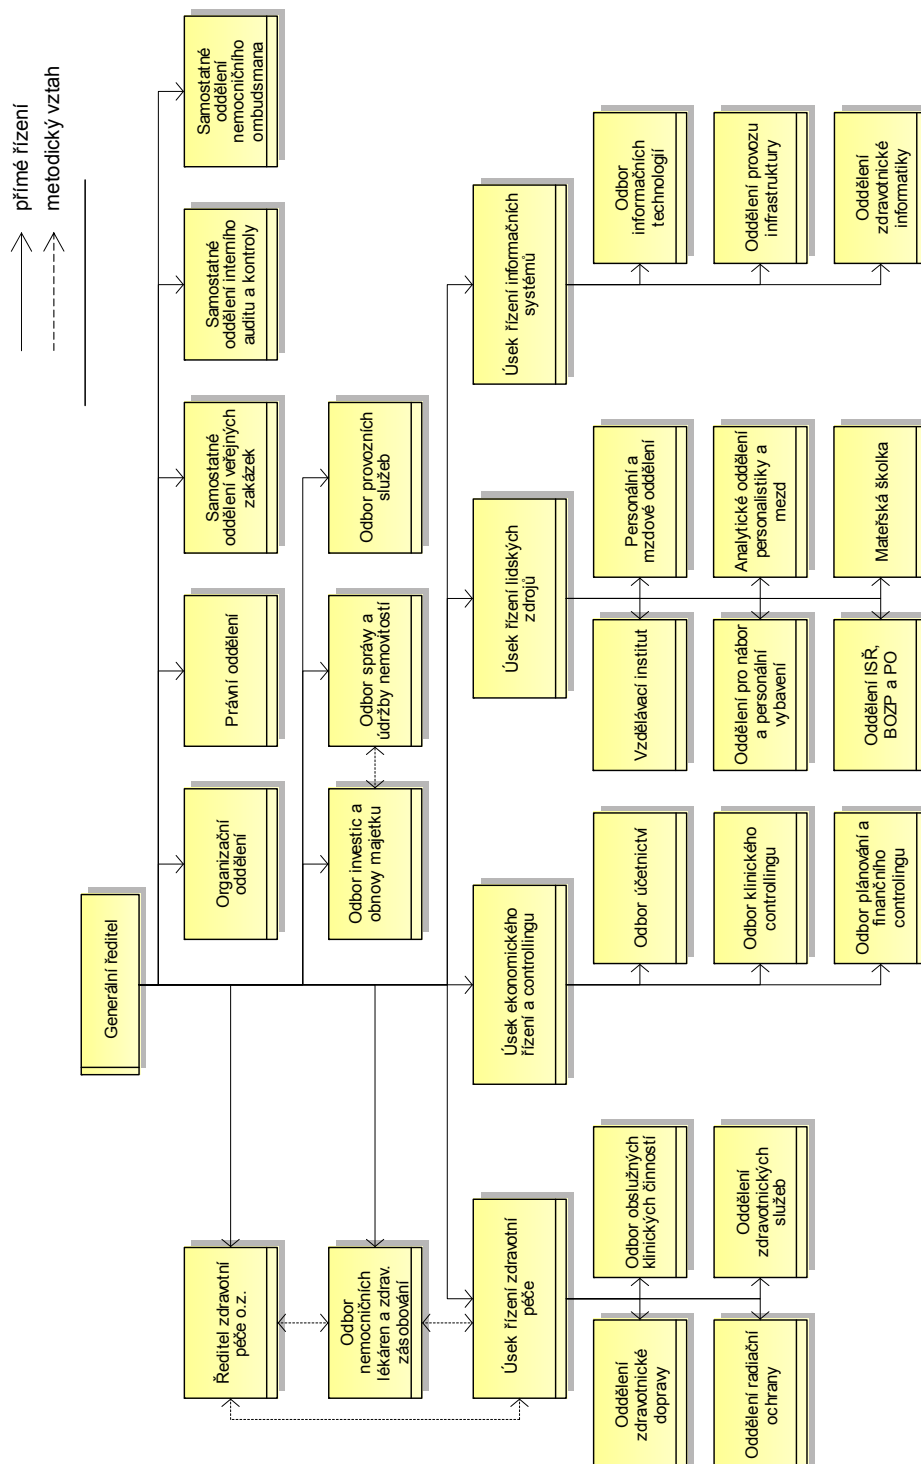 přímé řízení
metodický vztah
Generální ředitel
Organizační
oddělení
Právní oddělení
Samostatné
oddělení veřejných
zakázek
Samostatné
oddělení interního
auditu a kontroly
Samostatné
oddělení
nemocničního
ombudsmana
Ředitel zdravotní
péče o.z.
Odbor investic a
obnovy majetku
Odbor správy a
údržby nemovitostí
Odbor provozních
služeb
Odbor
nemocničních
lékáren a zdrav.
zásobování
Úsek řízení zdravotní
péče
Úsek ekonomického
řízení a controllingu
Úsek řízení lidských
zdrojů
Úsek řízení informačních
systémů
Oddělení
zdravotnické
dopravy
Odbor obslužných
klinických činností
Odbor účetnictví
Vzdělávací institut
Personální a
mzdové oddělení
Odbor
informačních
technologií
Oddělení radiační
ochrany
Oddělení
zdravotnických
služeb
Odbor klinického
controllingu
Oddělení pro nábor
a personální
vybavení
Analytické oddělení
personalistiky a
mezd
Oddělení provozu
infrastruktury
Odbor plánování a
finančního
controlingu
Oddělení ISŘ,
BOZP a PO
Mateřská školka
Oddělení
zdravotnické
informatiky